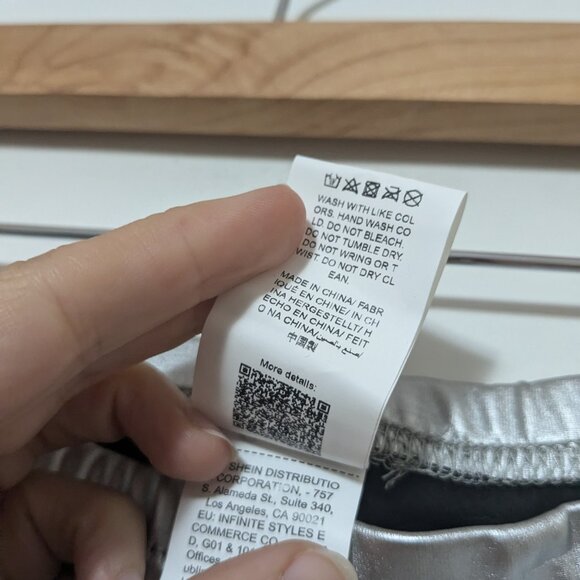 WASH WITH LIKE COL
ORS. HAND WASH CO
LD. DO NOT BLEACH.
DO NOT TUMBLE DRY.
DO NOT WRING OR T
WIST. DO NOT DRY CL
EAN.
MADE IN CHINA/ FABR
IQUÉ EN CHINE/ IN CH
INA HERGESTELLT/ H
ECHO EN CHINA/ FEIT
O NA CHINA/
中國製
More details:
SHEIN DISTRIBUTIO
CORPORATION, - 757
S. Alameda St., Suite 340,
Los Angeles, CA 90021
EU: INFINITE STYLES E
COMMERCE CO
D, G01 &
Offices